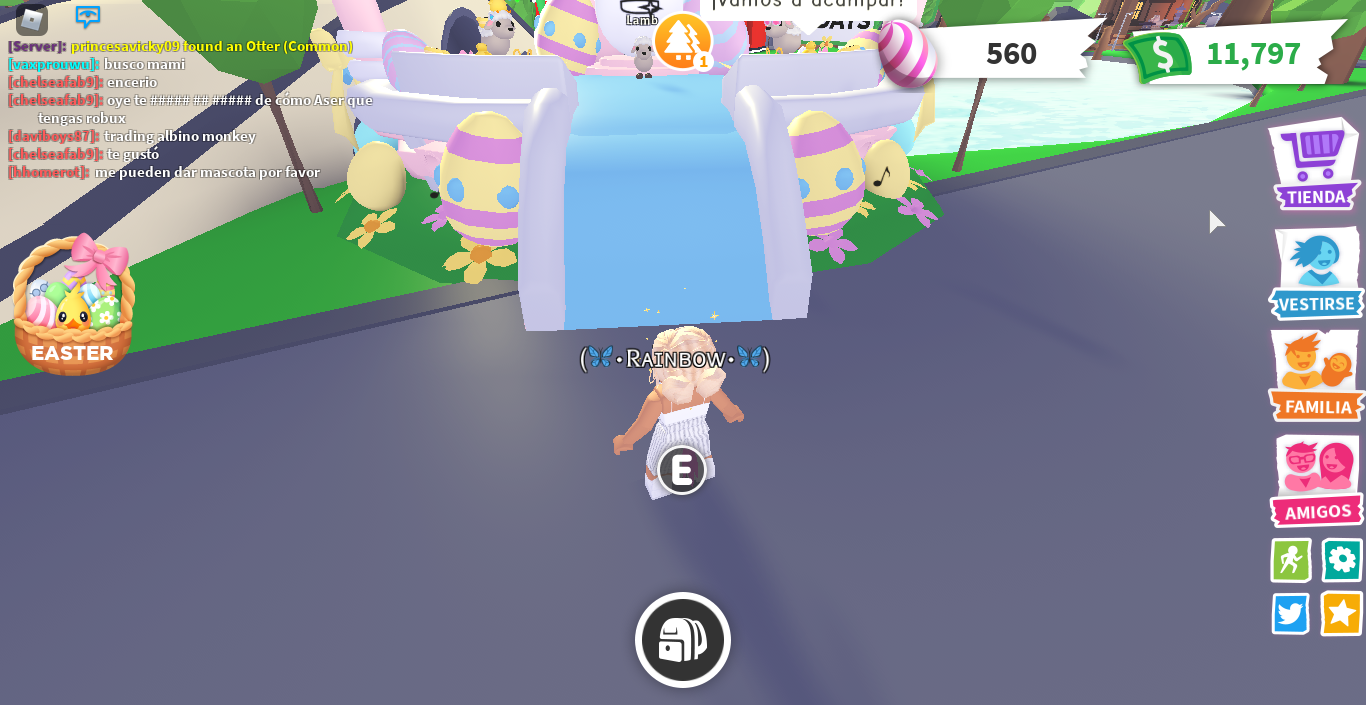 ¡Vamos a acampar!
Lamb
DAYS
1
560
$ 11,797
[Server]: princesavicky09 found an Otter (Common)
[vaxprouwu]: busco mami
[chelseafab9]: encerio
[chelseafab9]: oye te ##### ## ##### de cómo Aser que
tengas robux
[daviboys87]: trading albino monkey
[chelseafab9]: te gustó
[hhomerot]: me pueden dar mascota por favor
TIENDA
EASTER
VESTIRSE
(🦋•Rainbow•🦋)
FAMILIA
E
AMIGOS